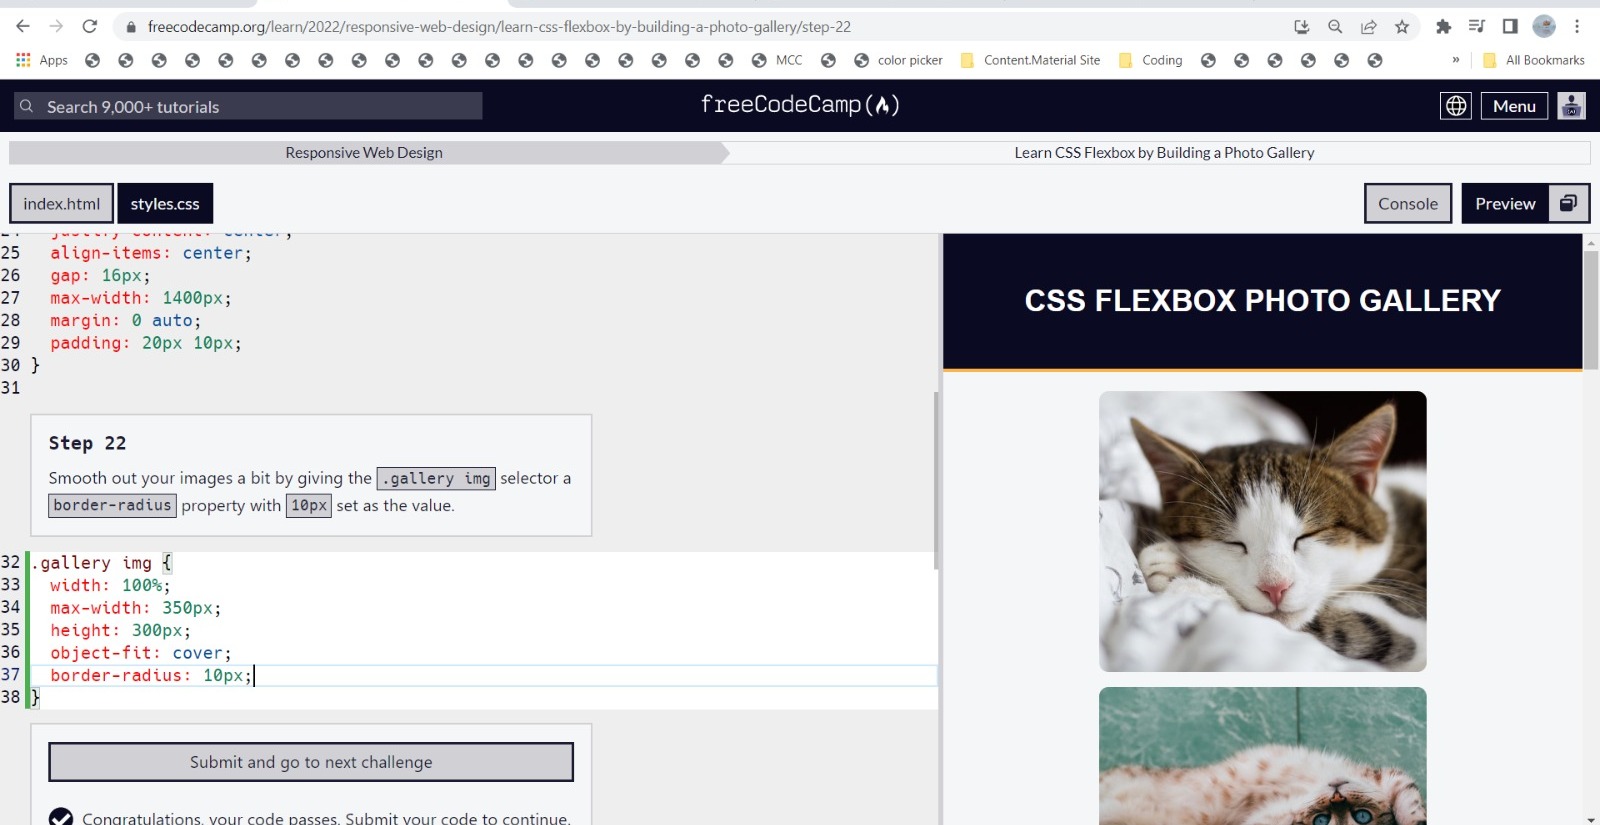 freecodecamp.org/learn/2022/responsive-web-design/learn-css-flexbox-by-building-a-photo-gallery/step-22
Apps MCC color picker Content.Material Site Coding » All Bookmarks
Search 9,000+ tutorials freeCodeCamp Menu
Responsive Web Design Learn CSS Flexbox by Building a Photo Gallery
index.html styles.css Console Preview
24 justify-content: center;
25 align-items: center;
26 gap: 16px;
27 max-width: 1400px;
28 margin: 0 auto;
29 padding: 20px 10px;
30 }
31
CSS FLEXBOX PHOTO GALLERY
Step 22
Smooth out your images a bit by giving the .gallery img selector a
border-radius property with 10px set as the value.
32 .gallery img {
33 width: 100%;
34 max-width: 350px;
35 height: 300px;
36 object-fit: cover;
37 border-radius: 10px;
38 }
Submit and go to next challenge
Congratulations, your code passes. Submit your code to continue.